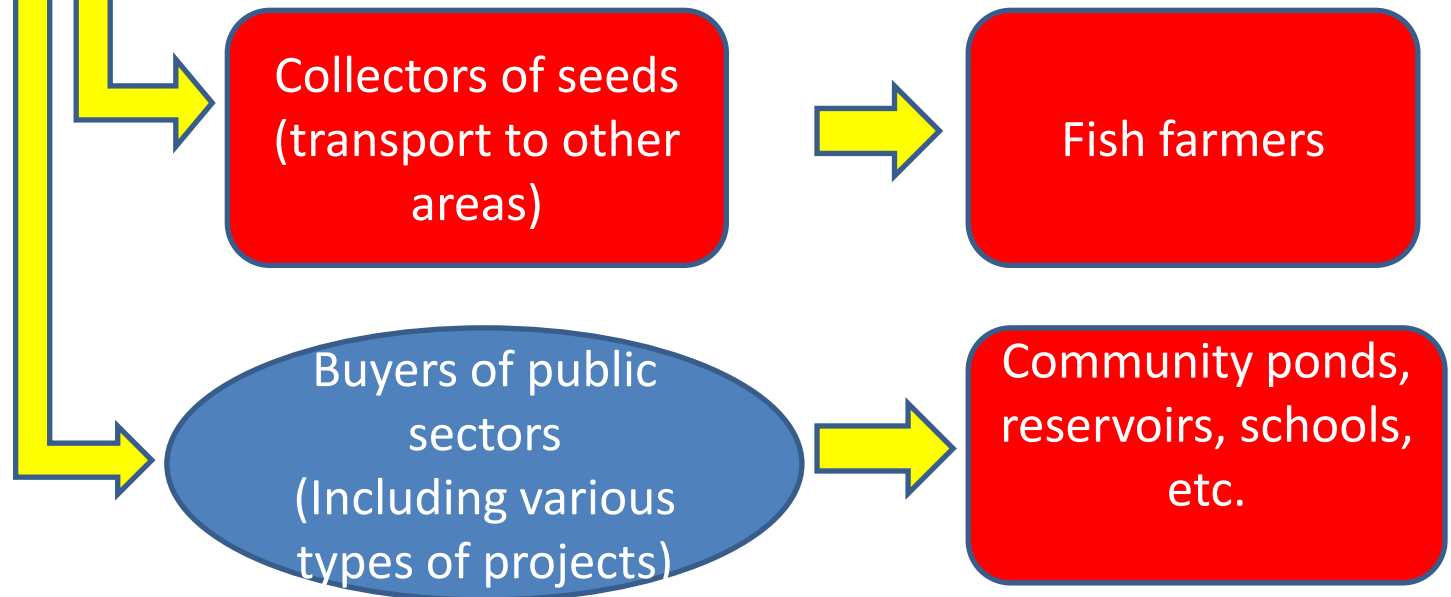 Collectors of seeds
(transport to other
areas)
Fish farmers
Buyers of public
sectors
(Including various
types of projects)
Community ponds,
reservoirs, schools,
etc.